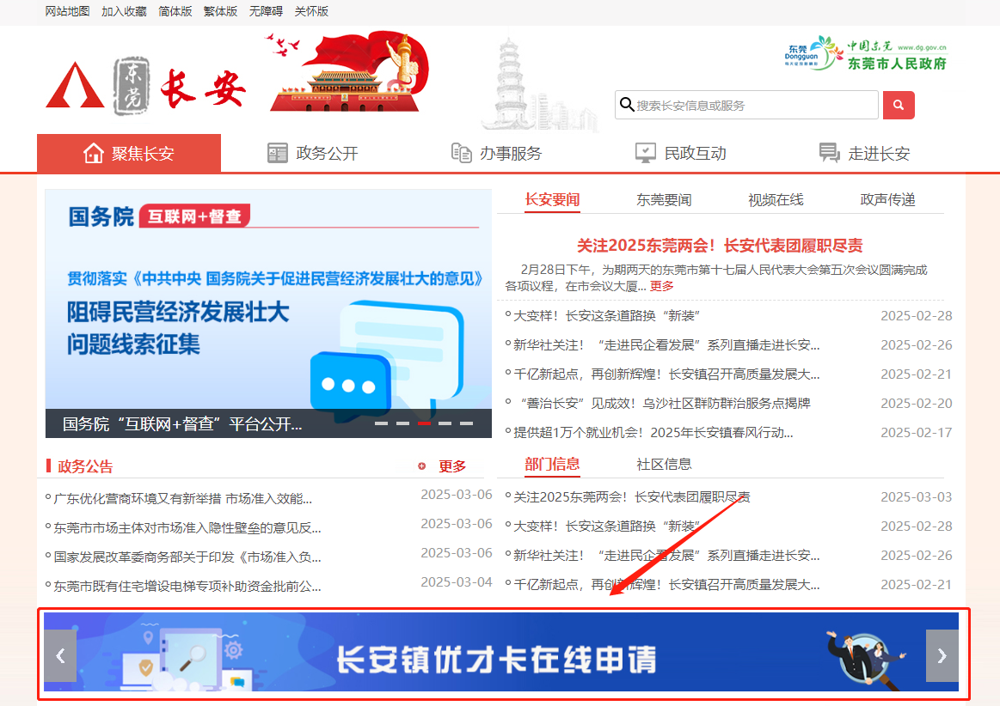 网站地图 加入收藏 简体版 繁体版 无障碍 关怀版
东莞 长安
东莞 Dongguan 每天绽放新精彩
中国东莞 www.dg.gov.cn
东莞市人民政府
搜索长安信息或服务
聚焦长安 政务公开 办事服务 民政互动 走进长安
国务院 互联网+督查
贯彻落实《中共中央 国务院关于促进民营经济发展壮大的意见》
阻碍民营经济发展壮大
问题线索征集
国务院“互联网+督查”平台公开...
长安要闻 东莞要闻 视频在线 政声传递
关注2025东莞两会！长安代表团履职尽责
2月28日下午，为期两天的东莞市第十七届人民代表大会第五次会议圆满完成
各项议程，在市会议大厦... 更多
大变样！长安这条道路换“新装” 2025-02-28
新华社关注！“走进民企看发展”系列直播走进长安... 2025-02-26
千亿新起点，再创新辉煌！长安镇召开高质量发展大... 2025-02-21
“善治长安”见成效！乌沙社区群防群治服务点揭牌 2025-02-20
提供超1万个就业机会！2025年长安镇春风行动... 2025-02-17
政务公告 更多
广东优化营商环境又有新举措 市场准入效能... 2025-03-06
东莞市市场主体对市场准入隐性壁垒的意见反... 2025-03-06
国家发展改革委商务部关于印发《市场准入负... 2025-03-06
东莞市既有住宅增设电梯专项补助资金批前公... 2025-03-04
部门信息 社区信息
关注2025东莞两会！长安代表团履职尽责 2025-03-03
大变样！长安这条道路换“新装” 2025-02-28
新华社关注！“走进民企看发展”系列直播走进长安... 2025-02-26
千亿新起点，再创新辉煌！长安镇召开高质量发展大... 2025-02-21
长安镇优才卡在线申请